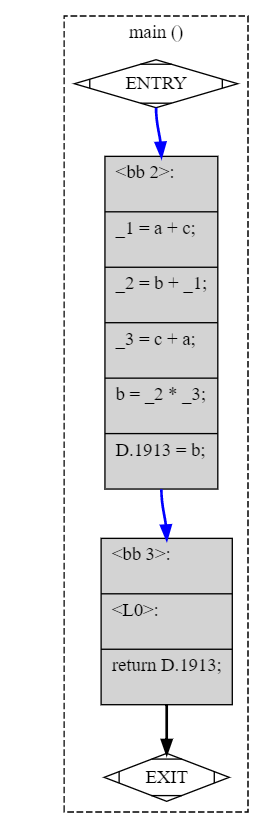 main ()
ENTRY
<bb 2>:
_1 = a + c;
_2 = b + _1;
_3 = c + a;
b = _2 * _3;
D.1913 = b;
<bb 3>:
<L0>:
return D.1913;
EXIT